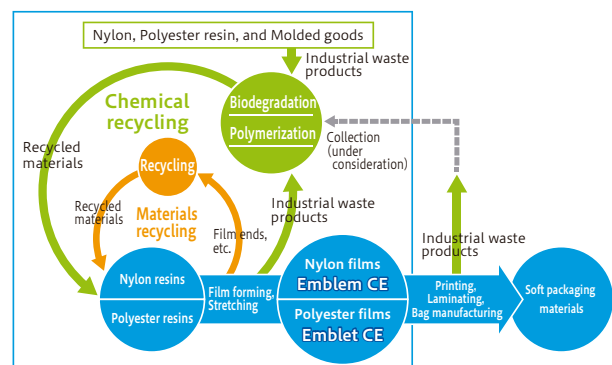 Nylon, Polyester resin, and Molded goods
Industrial waste
products
Chemical
recycling
Biodegradation
Polymerization
Collection
(under
consideration)
Recycled
materials
Recycling
Recycled
materials
Materials
recycling
Film ends,
etc.
Industrial waste
products
Industrial waste
products
Nylon resins
Polyester resins
Film forming,
Stretching
Nylon films
Emblem CE
Polyester films
Emblet CE
Printing,
Laminating,
Bag manufacturing
Soft packaging
materials